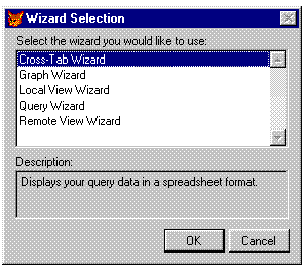 Wizard Selection
Select the wizard you would like to use:
Cross-Tab Wizard
Graph Wizard
Local View Wizard
Query Wizard
Remote View Wizard
Description:
Displays your query data in a spreadsheet format.
OK
Cancel